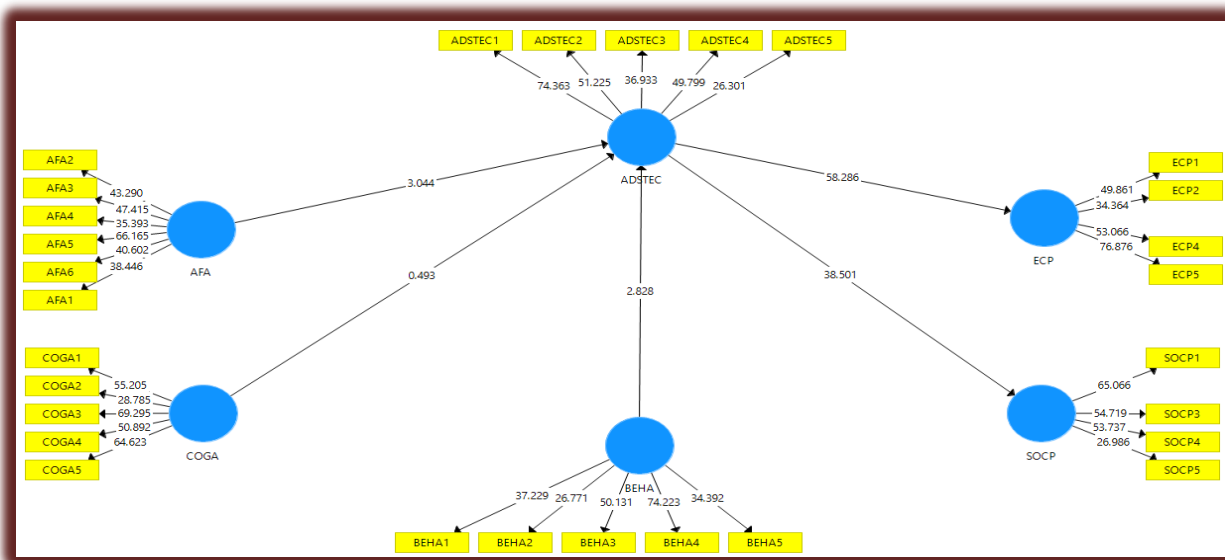 ADSTEC1 ADSTEC2 ADSTEC3 ADSTEC4 ADSTEC5
74.363 51.225 36.933 49.799 26.301
ADSTEC
AFA2
AFA3
AFA4
AFA5
AFA6
AFA1
43.290
47.415
35.393
66.165
40.602
38.446
AFA
3.044
0.493
2.828
58.286
38.501
ECP1
ECP2
ECP4
ECP5
49.861
34.364
53.066
76.876
ECP
COGA1
COGA2
COGA3
COGA4
COGA5
55.205
28.785
69.295
50.892
64.623
COGA
SOCP1
SOCP3
SOCP4
SOCP5
65.066
54.719
53.737
26.986
SOCP
BEHA
37.229 26.771 50.131 74.223 34.392
BEHA1 BEHA2 BEHA3 BEHA4 BEHA5